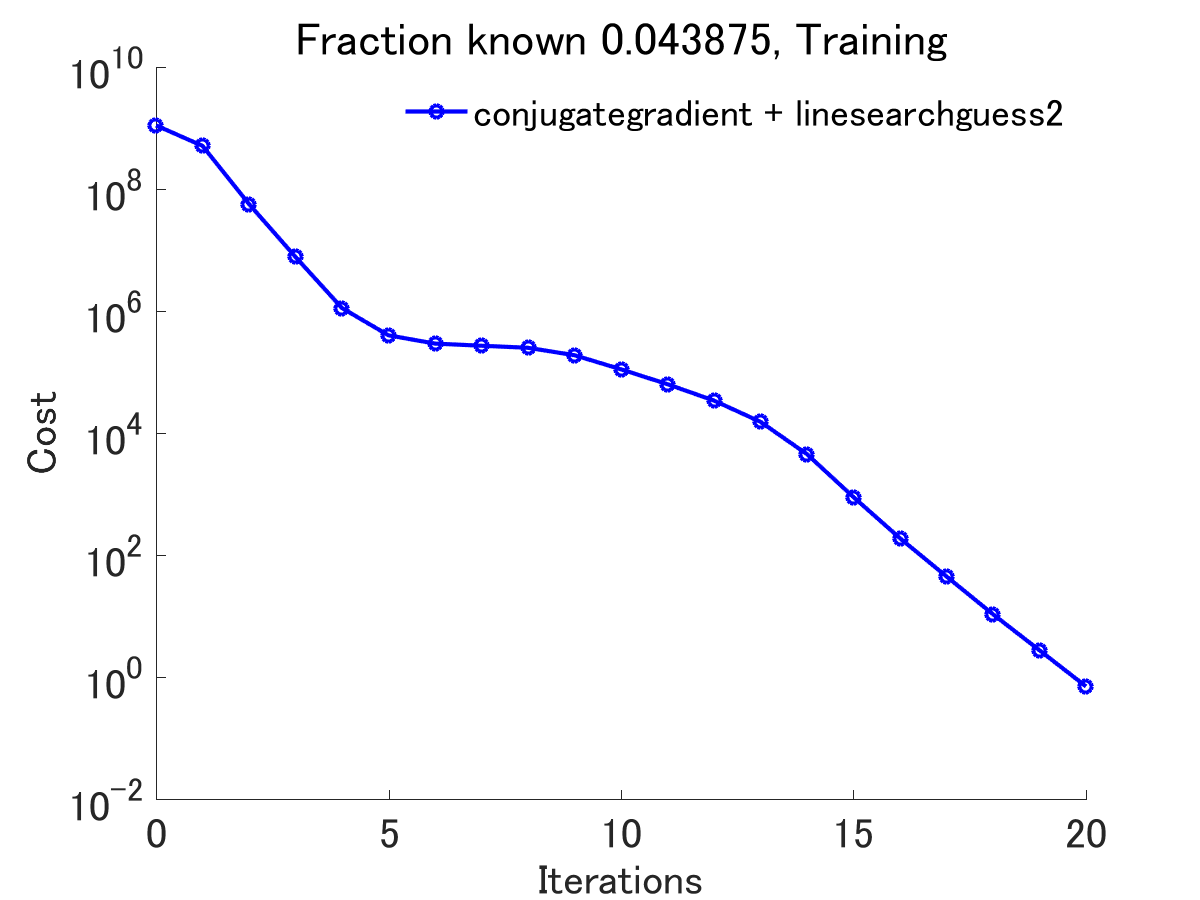 Fraction known 0.043875, Training
conjugategradient + linesearchguess2
10^10
10^8
10^6
10^4
10^2
10^0
10^-2
Cost
0 5 10 15 20
Iterations